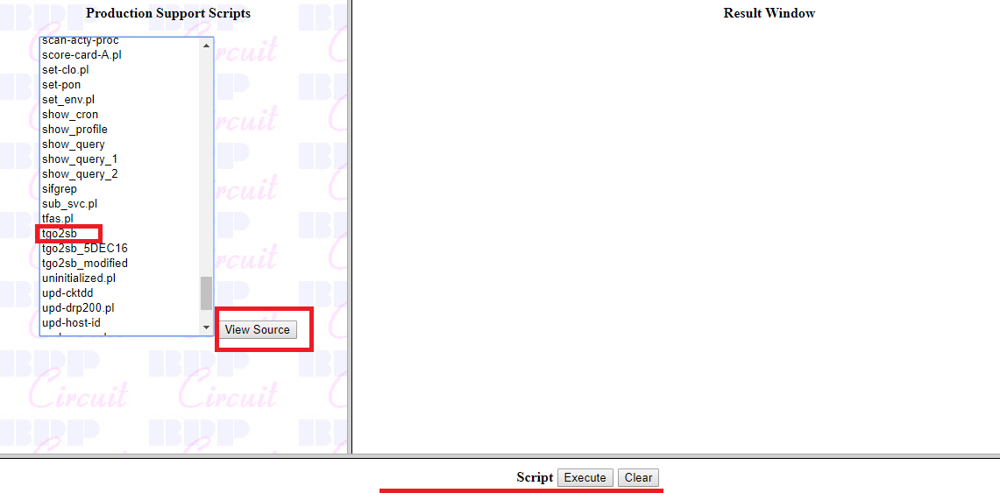 Production Support Scripts
scan-acty-proc
score-card-A.pl
set-clo.pl
set-pon
set_env.pl
show_cron
show_profile
show_query
show_query_1
show_query_2
sifgrep
sub_svc.pl
tfas.pl
tgo2sb
tgo2sb_5DEC16
tgo2sb_modified
uninitialized.pl
upd-cktdd
upd-drp200.pl
upd-host-id
View Source
Result Window
Script Execute Clear
Circuit
Circuit